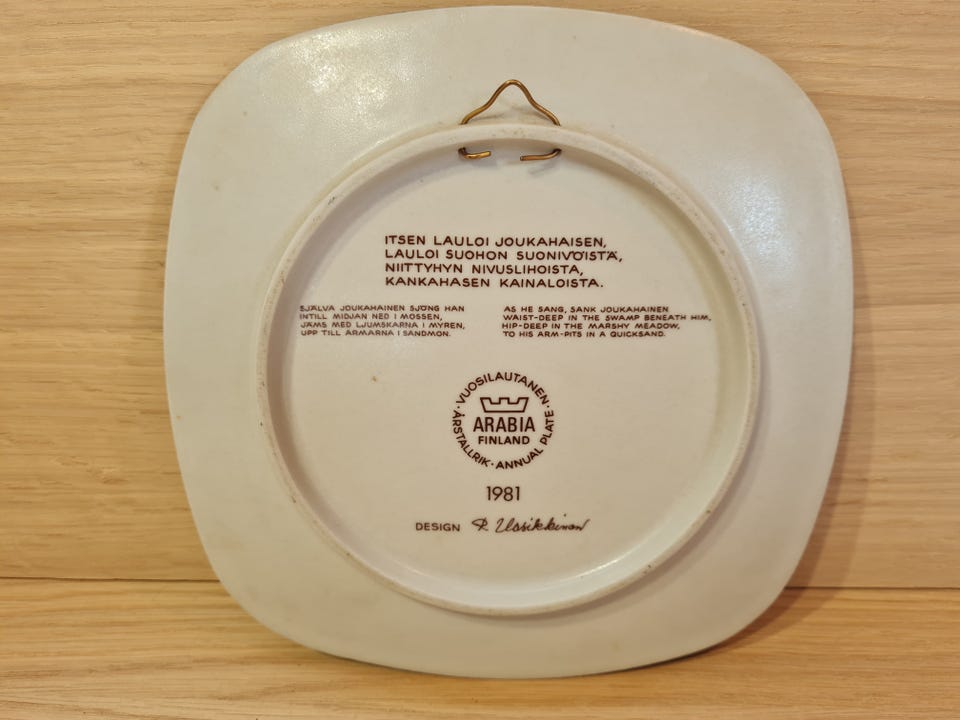 ITSEN LAULOI JOUKAHAISEN,
LAULOI SUOHON SUONIVÖISTÄ,
NIITTYHYN NIVUSLIHOISTA,
KANKAHASEN KAINALOISTA.
SJÄLVA JOUKAHAINEN SJÖNG HAN
INTILL MIDJAN NED I MOSSEN,
JÄMS MED LJUMSKARNA I MYREN,
UPP TILL ARMARNA I SANDMON.
AS HE SANG, SANK JOUKAHAINEN
WAIST-DEEP IN THE SWAMP BENEATH HIM,
HIP-DEEP IN THE MARSHY MEADOW,
TO HIS ARM-PITS IN A QUICKSAND.
· VUOSILAUTANEN ·
ARABIA
FINLAND
ÅRSTALLRIK · ANNUAL PLATE
1981
DESIGN R. Uosikkinen